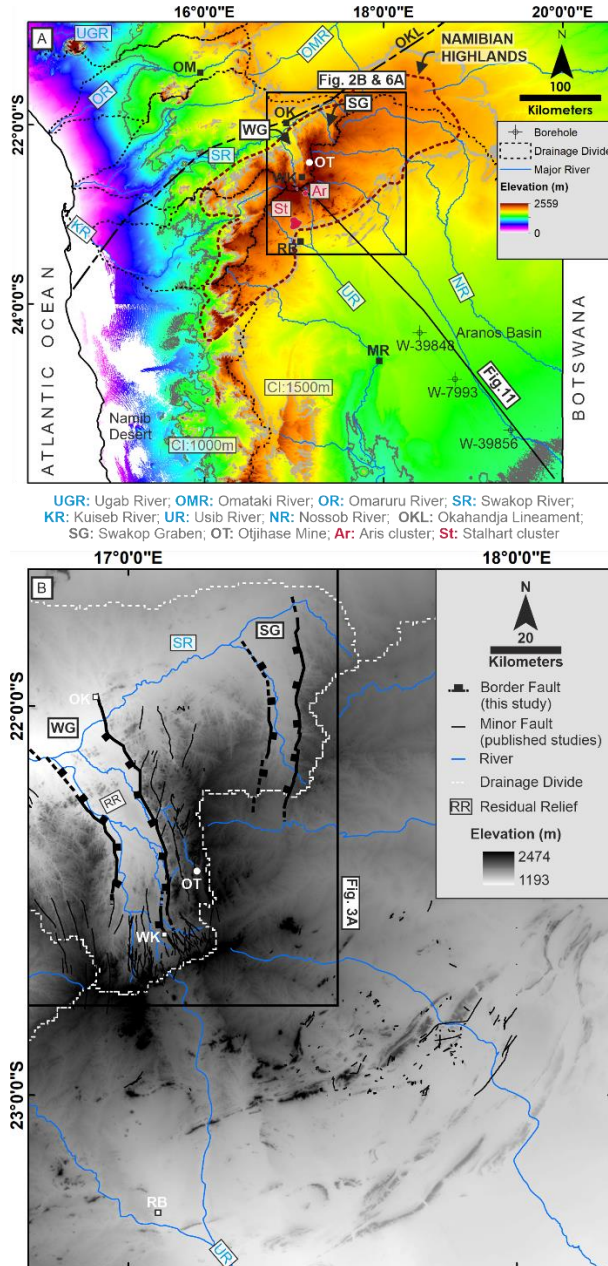 A
16°0'0"E
18°0'0"E
20°0'0"E
UGR
OM
OMR
OKL
NAMIBIAN
HIGHLANDS
N
100
Kilometers
OR
Fig. 2B & 6A
SG
OK
22°0'0"S
WG
SR
OT
WK
Ar
St
KR
RB
UR
NR
Borehole
Drainage Divide
Major River
Elevation (m)
2559
0
24°0'0"S
ATLANTIC OCEAN
BOTSWANA
MR
Aranos Basin
W-39848
W-7993
Fig.11
W-39856
CI:1500m
Namib
Desert
CI:1000m
UGR: Ugab River; OMR: Omataki River; OR: Omaruru River; SR: Swakop River;
KR: Kuiseb River; UR: Usib River; NR: Nossob River; OKL: Okahandja Lineament;
SG: Swakop Graben; OT: Otjihase Mine; Ar: Aris cluster; St: Stalhart cluster
17°0'0"E
18°0'0"E
B
N
20
Kilometers
SR
SG
OK
22°0'0"S
WG
RR
OT
WK
Fig. 3A
Border Fault
(this study)
Minor Fault
(published studies)
River
Drainage Divide
RR Residual Relief
Elevation (m)
2474
1193
23°0'0"S
RB
UR